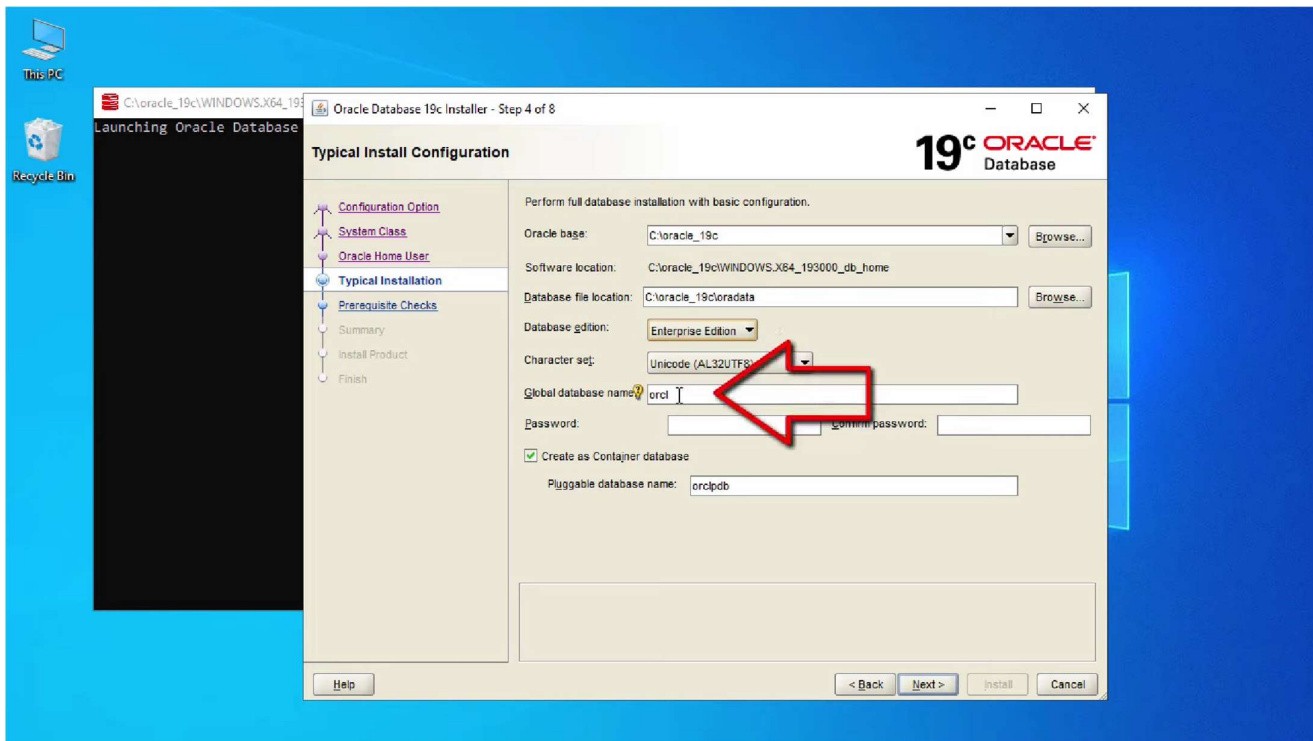 This PC
Recycle Bin
C:\oracle_19c\WINDOWS.X64_193
Launching Oracle Database
Oracle Database 19c Installer - Step 4 of 8
Typical Install Configuration
19c ORACLE
Database
Configuration Option
System Class
Oracle Home User
Typical Installation
Prerequisite Checks
Summary
Install Product
Finish
Perform full database installation with basic configuration.
Oracle base: C:\oracle_19c Browse...
Software location: C:\oracle_19c\WINDOWS.X64_193000_db_home
Database file location: C:\oracle_19c\oradata Browse...
Database edition: Enterprise Edition
Character set: Unicode (AL32UTF8)
Global database name orcl
Password: Confirm password:
Create as Container database
Pluggable database name: orclpdb
Help < Back Next > Install Cancel